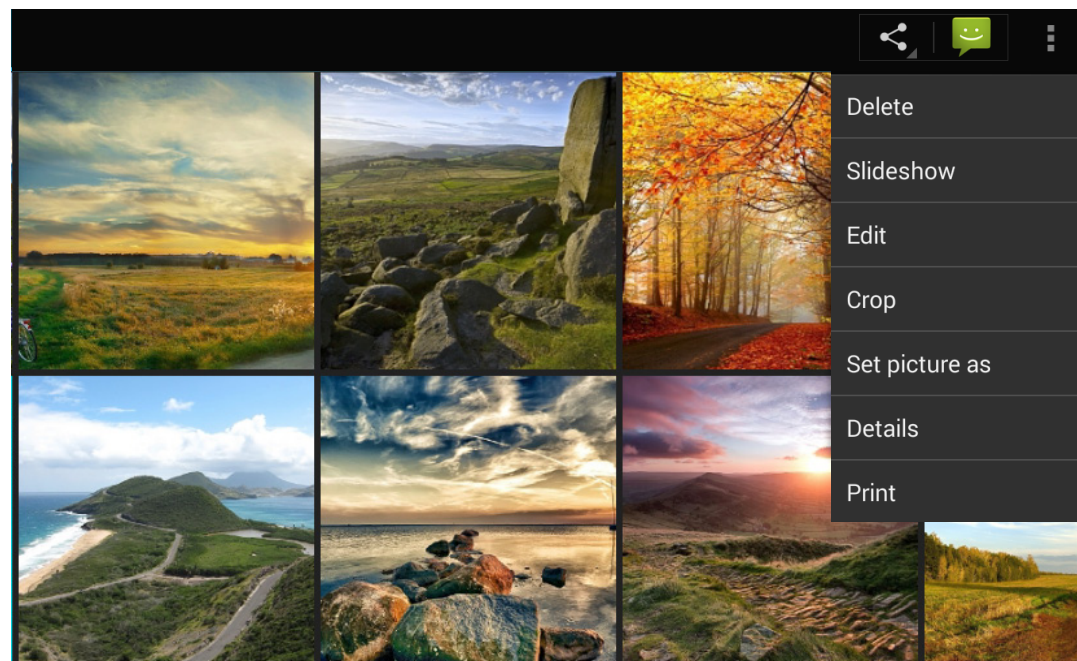 Delete
Slideshow
Edit
Crop
Set picture as
Details
Print